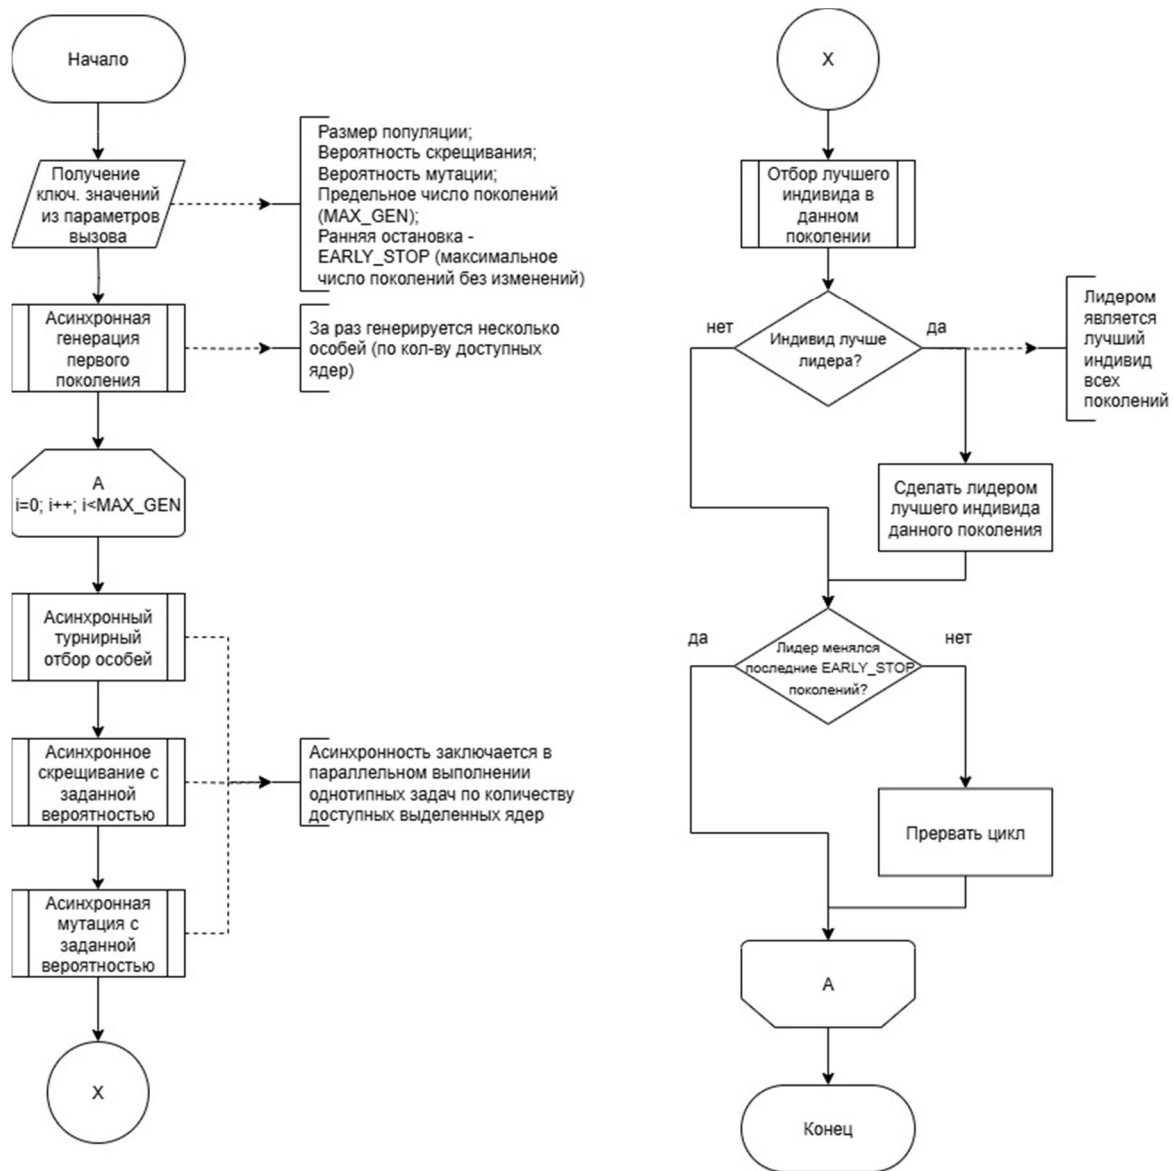 Начало
Получение
ключ. значений
из параметров
вызова
Размер популяции;
Вероятность скрещивания;
Вероятность мутации;
Предельное число поколений
(MAX_GEN);
Ранняя остановка -
EARLY_STOP (максимальное
число поколений без изменений)
Асинхронная
генерация
первого
поколения
За раз генерируется несколько
особей (по кол-ву доступных
ядер)
A
i=0; i++; i<MAX_GEN
Асинхронный
турнирный
отбор особей
Асинхронное
скрещивание с
заданной
вероятностью
Асинхронность заключается в
параллельном выполнении
однотипных задач по количеству
доступных выделенных ядер
Асинхронная
мутация с
заданной
вероятностью
X
X
Отбор лучшего
индивида в
данном
поколении
нет
Индивид лучше
лидера?
да
Лидером
является
лучший
индивид
всех
поколений
Сделать лидером
лучшего индивида
данного поколения
да
Лидер менялся
последние EARLY_STOP
поколений?
нет
Прервать цикл
A
Конец